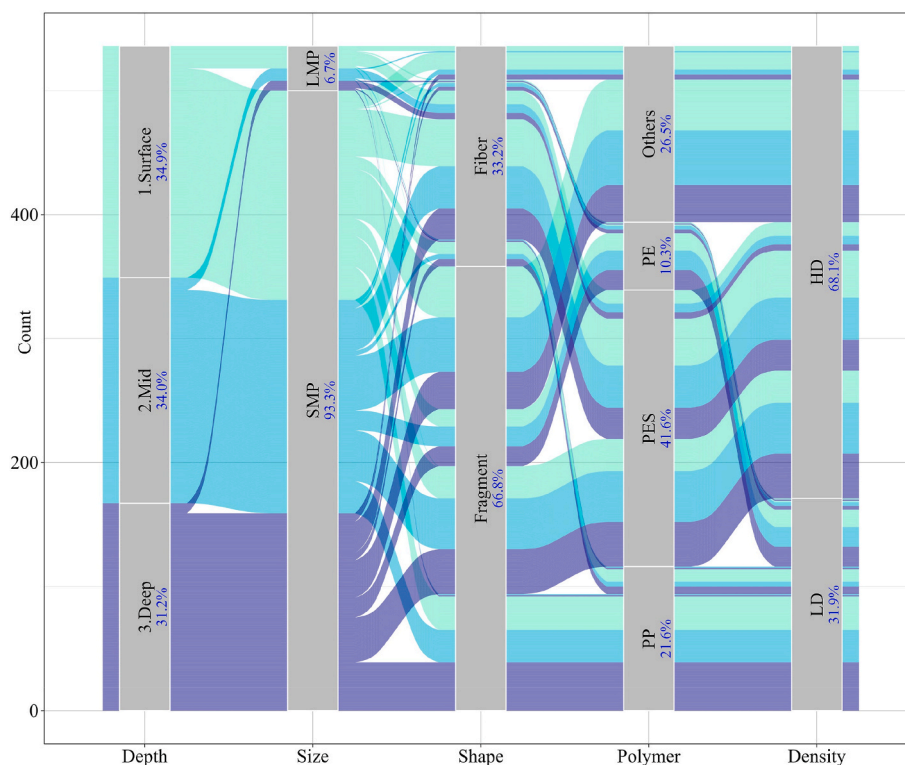 Count
400
200
0
1.Surface
34.9%
2.Mid
34.0%
3.Deep
31.2%
LMP
6.7%
SMP
93.3%
Fiber
33.2%
Fragment
66.8%
Others
26.5%
PE
10.3%
PES
41.6%
PP
21.6%
HD
68.1%
LD
31.9%
Depth
Size
Shape
Polymer
Density